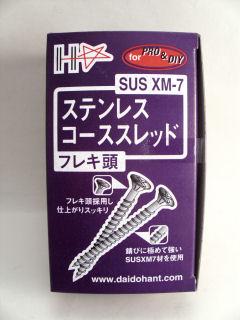 HW
for PRO & DIY
SUS XM-7
ステンレス
コーススレッド
フレキ頭
フレキ頭採用し
仕上がりスッキリ
錆びに極めて強い
SUSXM7材を使用
www.daidohant.com